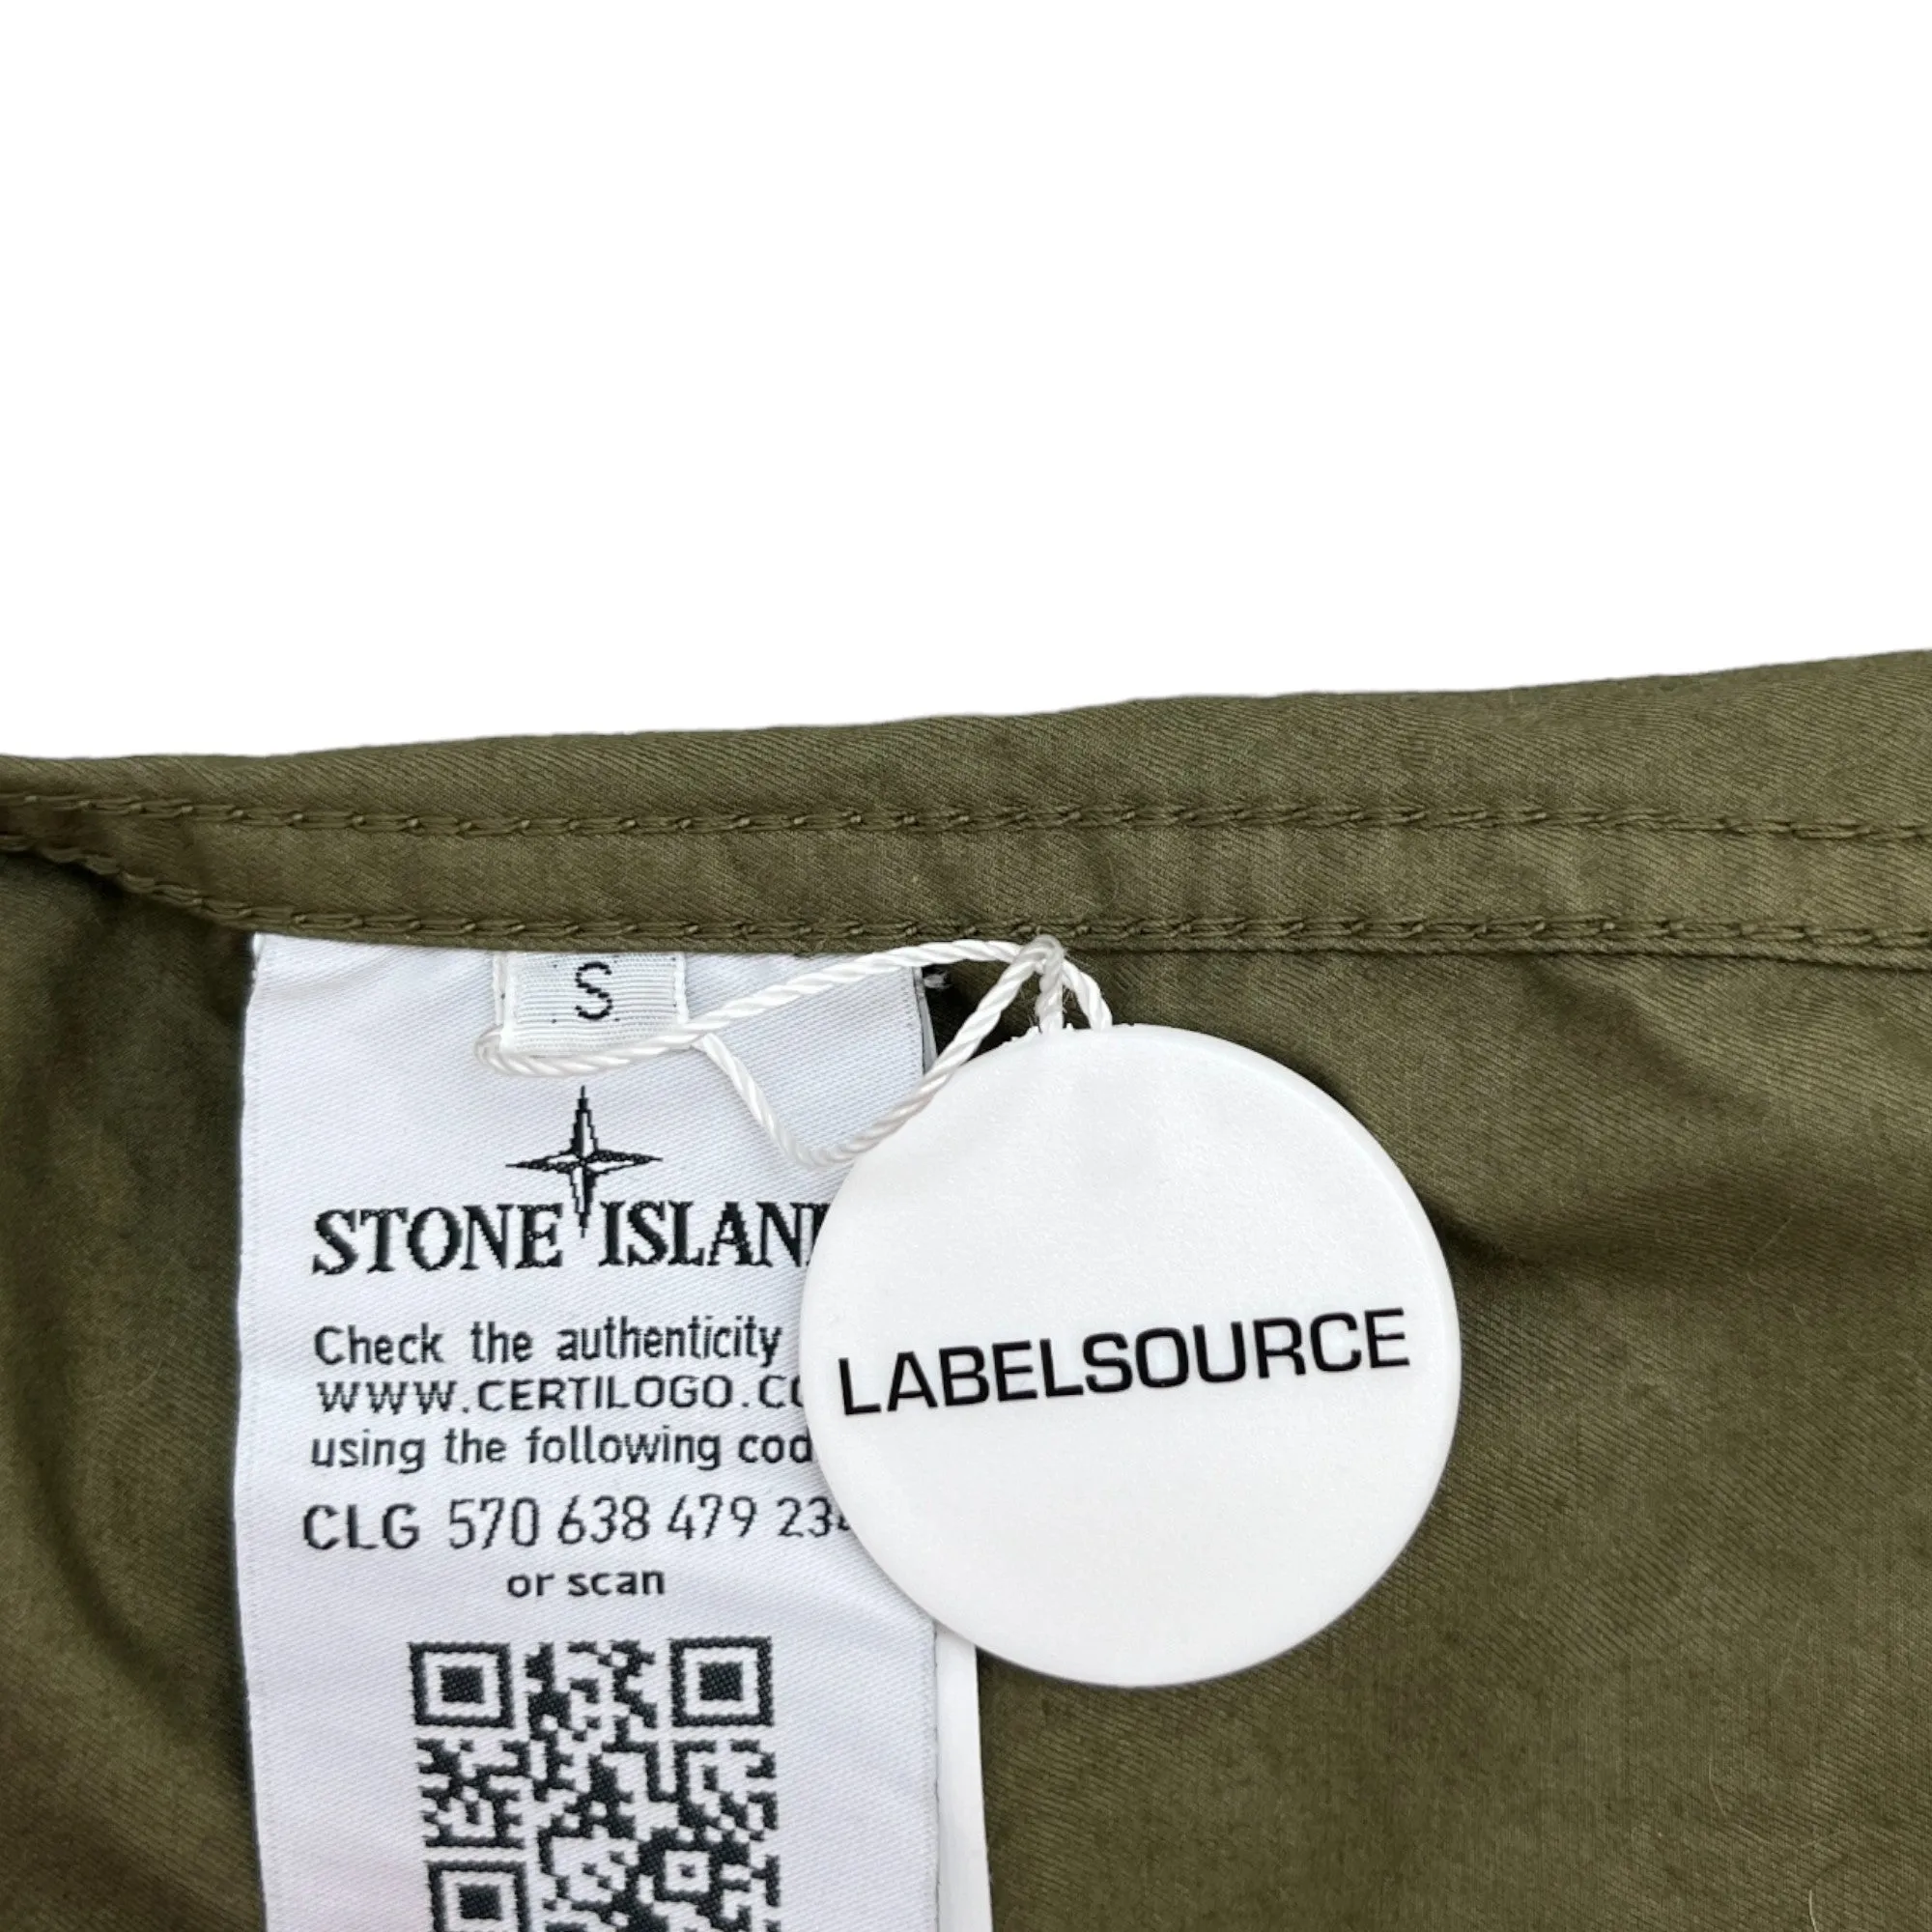 S
STONE ISLAN
Check the authenticity
WWW.CERTILOGO.CO
using the following cod
CLG 570 638 479 23
or scan
LABELSOURCE